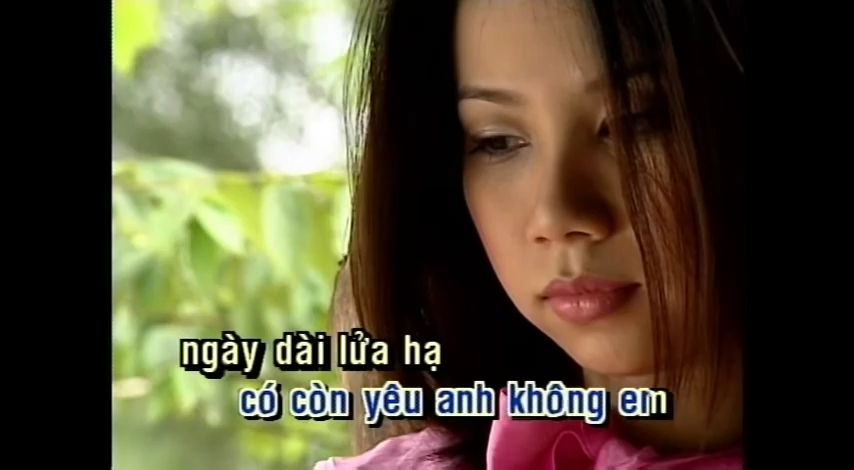 ngày dài lửa hạ
có còn yêu anh không em